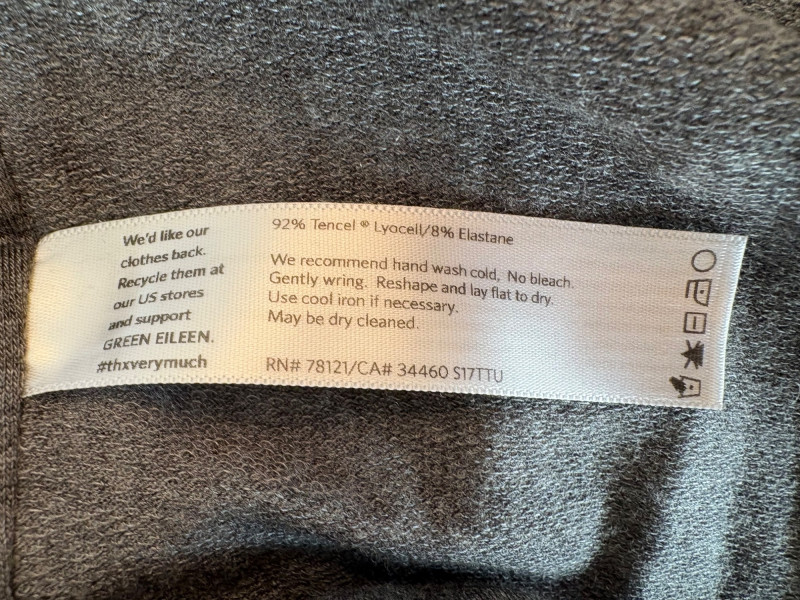 We'd like our
clothes back.
Recycle them at
our US stores
and support
GREEN EILEEN.
#thxverymuch
92% Tencel ® Lyocell/8% Elastane
We recommend hand wash cold, No bleach.
Gently wring. Reshape and lay flat to dry.
Use cool iron if necessary.
May be dry cleaned.
RN# 78121/CA# 34460 S17TTU